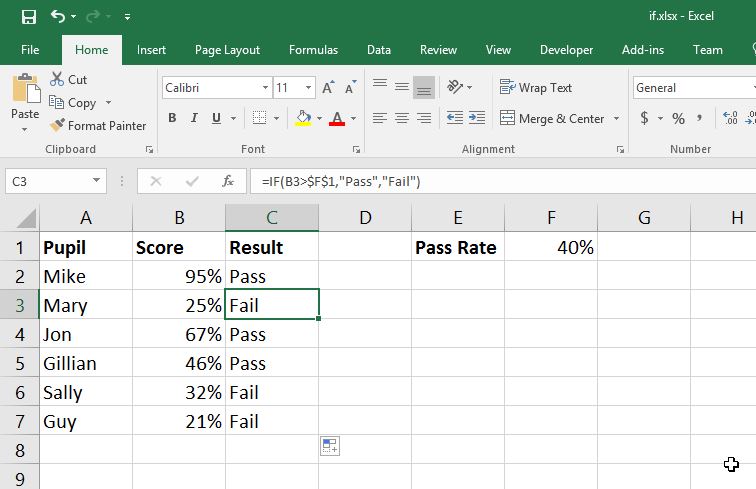 if.xlsx - Excel
File Home Insert Page Layout Formulas Data Review View Developer Add-ins Team
Cut
Copy
Format Painter
Paste
Calibri 11 A A
B I U A
Wrap Text
Merge & Center
General
$ % ,
Clipboard Font Alignment Number
C3 fx =IF(B3>$F$1,"Pass","Fail")
A B C D E F G H
1 Pupil Score Result Pass Rate 40%
2 Mike 95% Pass
3 Mary 25% Fail
4 Jon 67% Pass
5 Gillian 46% Pass
6 Sally 32% Fail
7 Guy 21% Fail
8
9